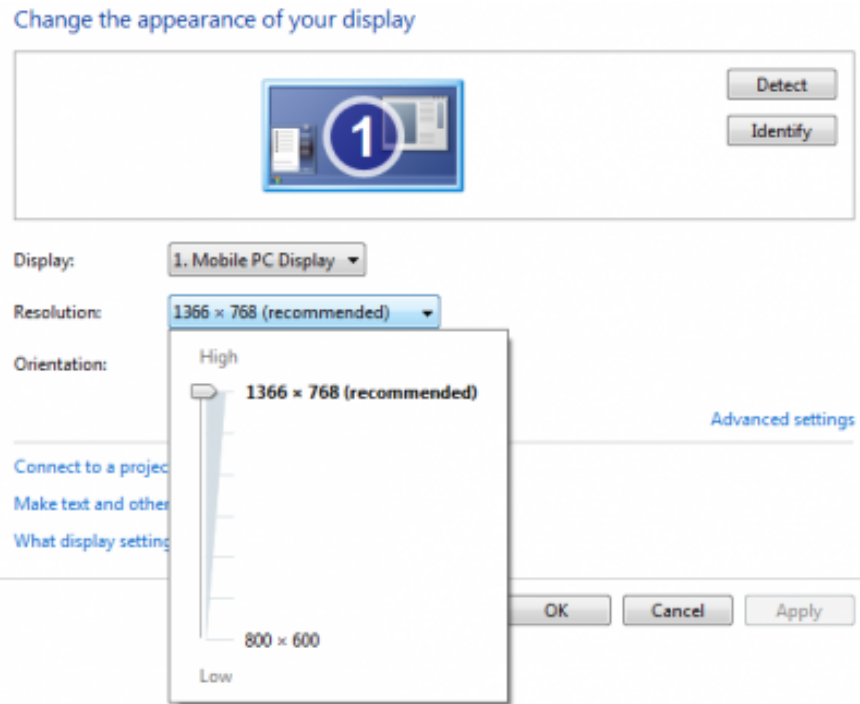 Change the appearance of your display
1
Detect
Identify
Display: 1. Mobile PC Display
Resolution: 1366 × 768 (recommended)
Orientation:
High
1366 × 768 (recommended)
Advanced settings
Connect to a projec
Make text and other
What display setting
800 × 600
Low
OK Cancel Apply